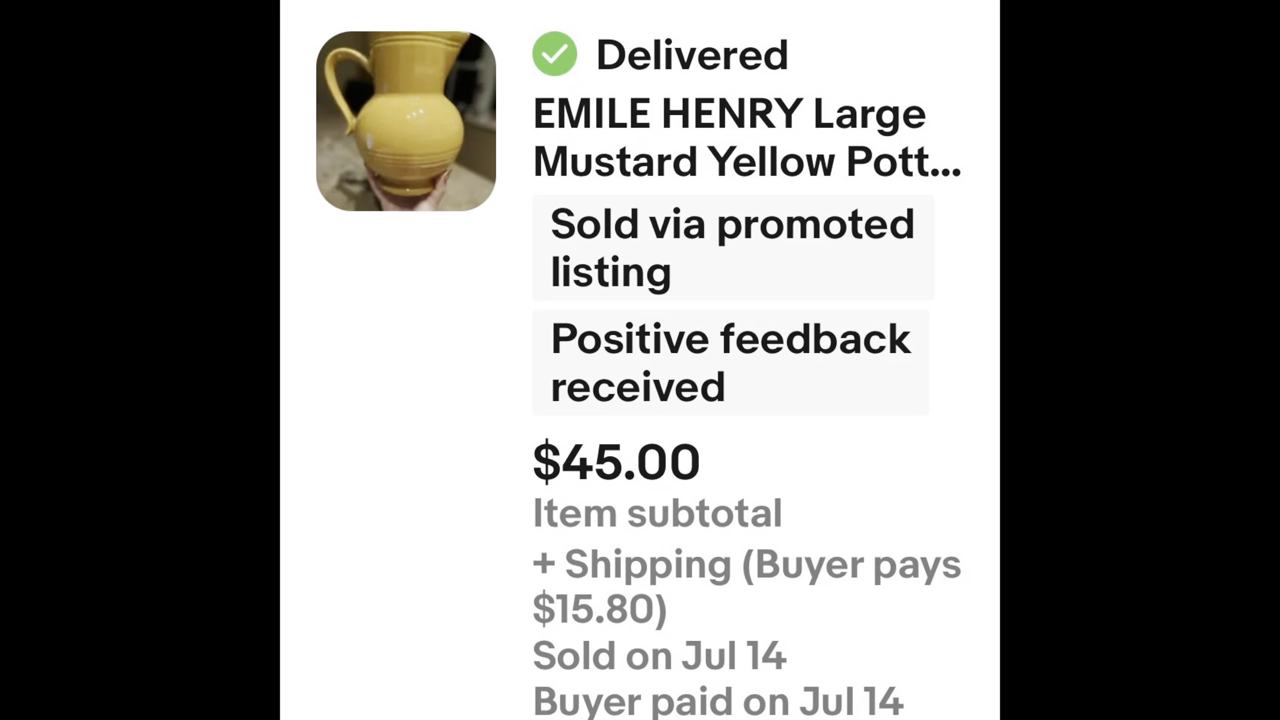 Delivered
EMILE HENRY Large
Mustard Yellow Pott...
Sold via promoted
listing
Positive feedback
received
$45.00
Item subtotal
+ Shipping (Buyer pays
$15.80)
Sold on Jul 14
Buyer paid on Jul 14